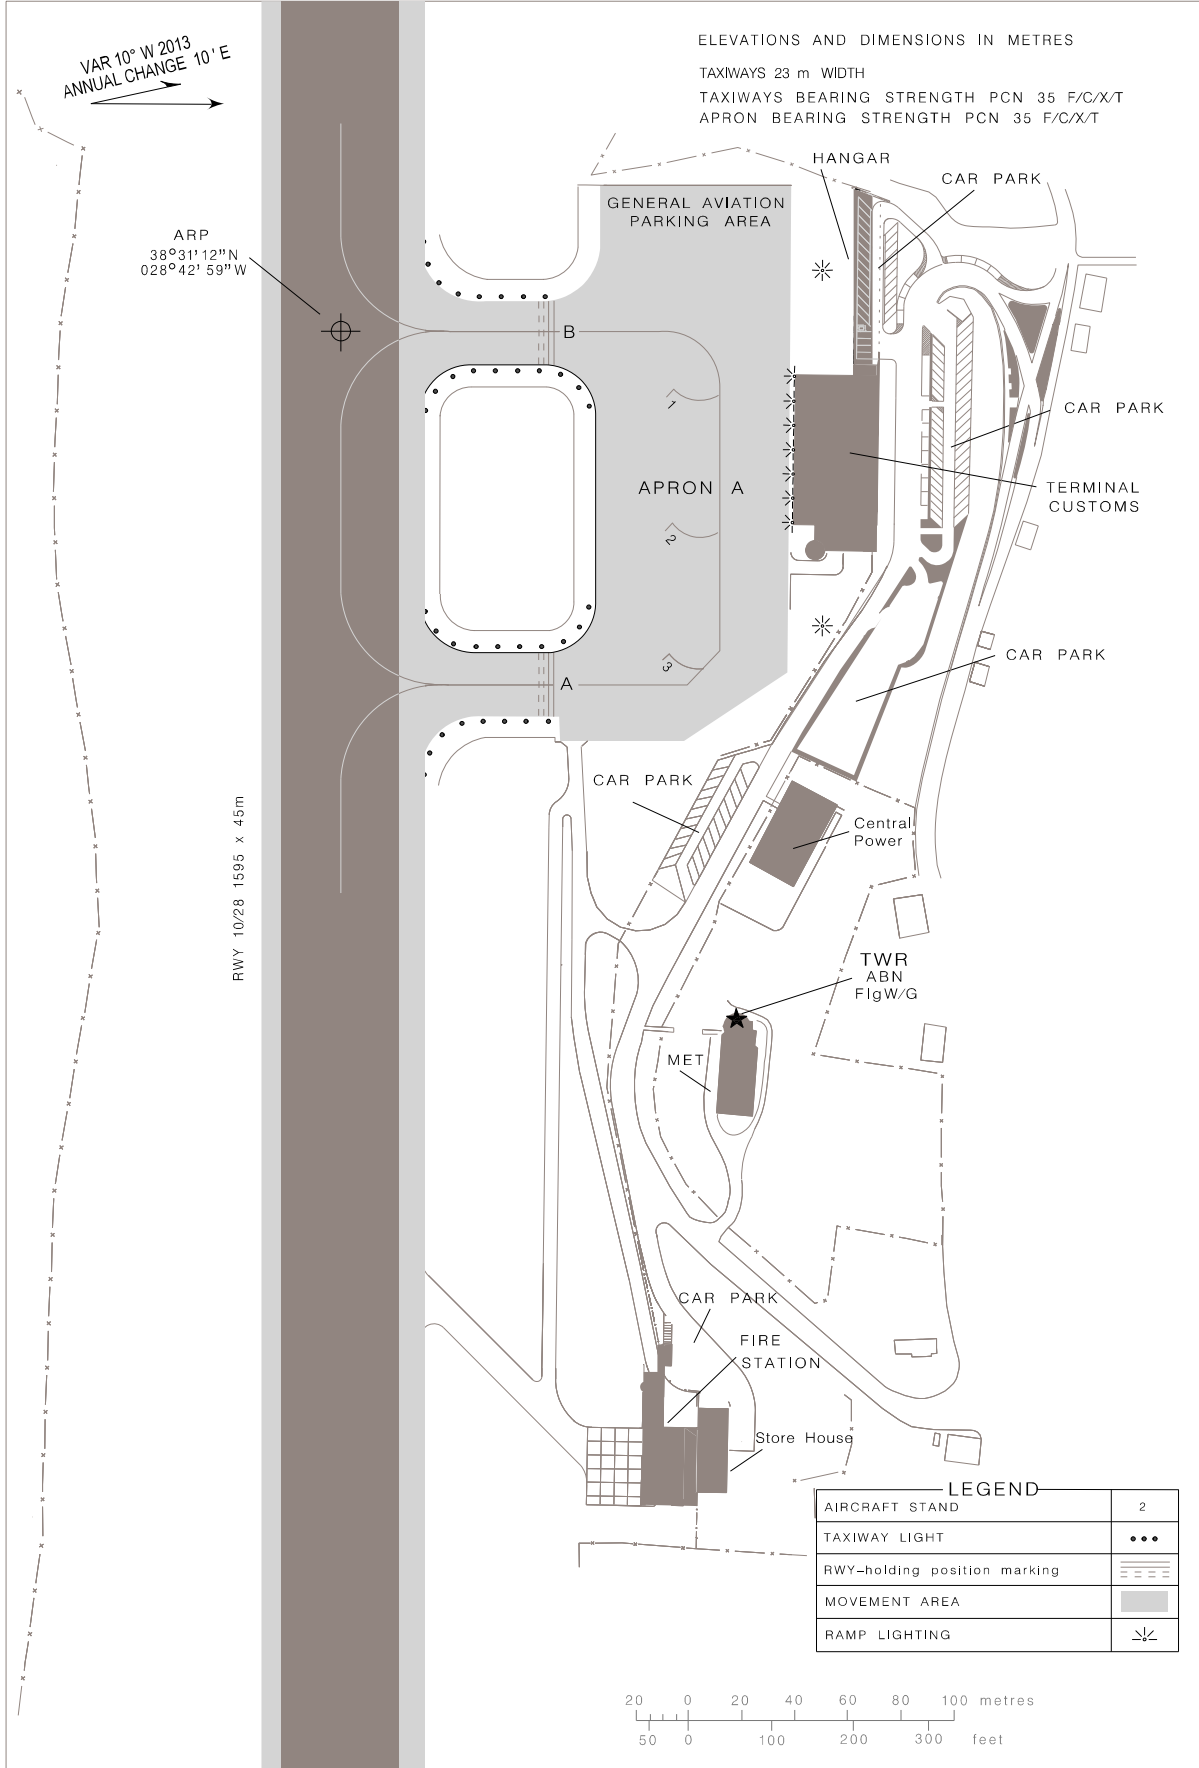 VAR 10° W 2013
ANNUAL CHANGE 10' E
ELEVATIONS AND DIMENSIONS IN METRES
TAXIWAYS 23 m WIDTH
TAXIWAYS BEARING STRENGTH PCN 35 F/C/X/T
APRON BEARING STRENGTH PCN 35 F/C/X/T
HANGAR
CAR PARK
GENERAL AVIATION
PARKING AREA
ARP
38°31'12"N
028°42'59"W
B
1
CAR PARK
APRON A
TERMINAL
CUSTOMS
2
CAR PARK
3
A
CAR PARK
RWY 10/28 1595 x 45m
Central
Power
TWR
ABN
FlgW/G
MET
CAR PARK
FIRE
STATION
Store House
LEGEND
AIRCRAFT STAND 2
TAXIWAY LIGHT
RWY-holding position marking
MOVEMENT AREA
RAMP LIGHTING
20 0 20 40 60 80 100 metres
50 0 100 200 300 feet